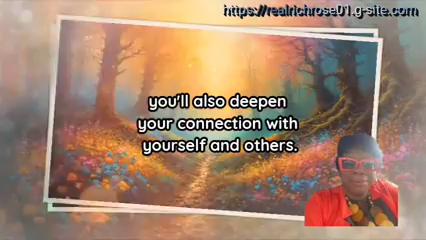 https://realrichrose01.g-site.com
you'll also deepen
your connection with
yourself and others.